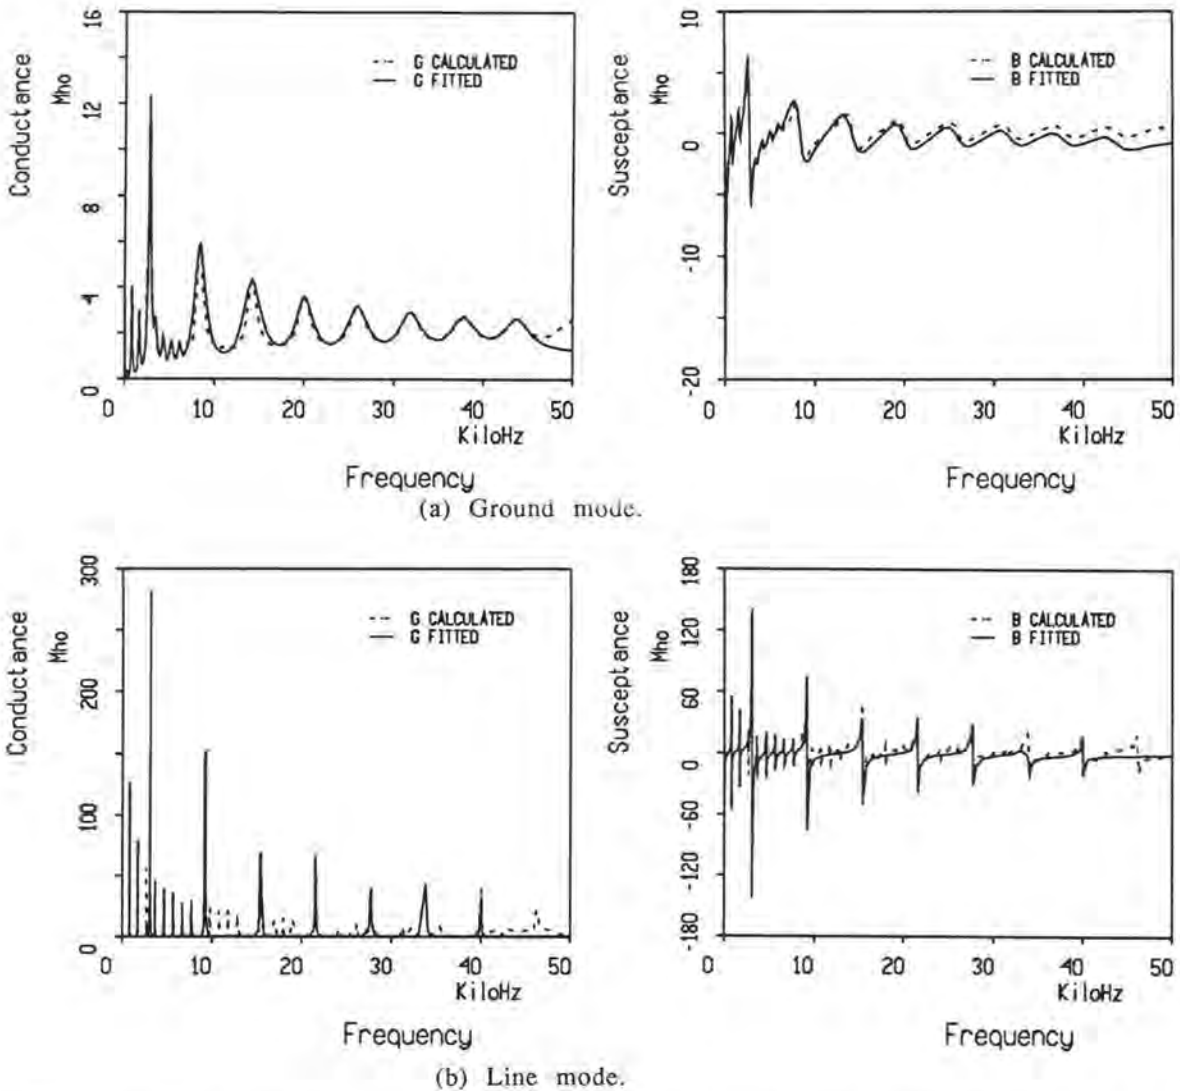 16
12
8
4
0
Conductance
Mho
G CALCULATED
G FITTED
0 10 20 30 40 50
KiloHz
Frequency
10
0
-10
-20
Susceptance
Mho
B CALCULATED
B FITTED
0 10 20 30 40 50
KiloHz
Frequency
(a) Ground mode.
300
200
100
0
Conductance
Mho
G CALCULATED
G FITTED
0 10 20 30 40 50
KiloHz
Frequency
180
120
60
0
-60
-120
-180
Susceptance
Mho
B CALCULATED
B FITTED
0 10 20 30 40 50
KiloHz
Frequency
(b) Line mode.